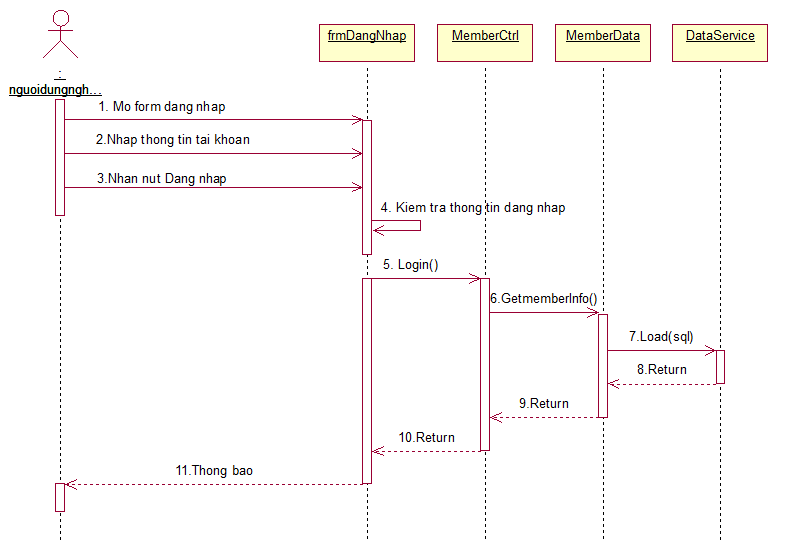 frmDangNhap
MemberCtrl
MemberData
DataService
:
nguoidungngh...
1. Mo form dang nhap
2.Nhap thong tin tai khoan
3.Nhan nut Dang nhap
4. Kiem tra thong tin dang nhap
5. Login()
6.GetmemberInfo()
7.Load(sql)
8.Return
9.Return
10.Return
11.Thong bao